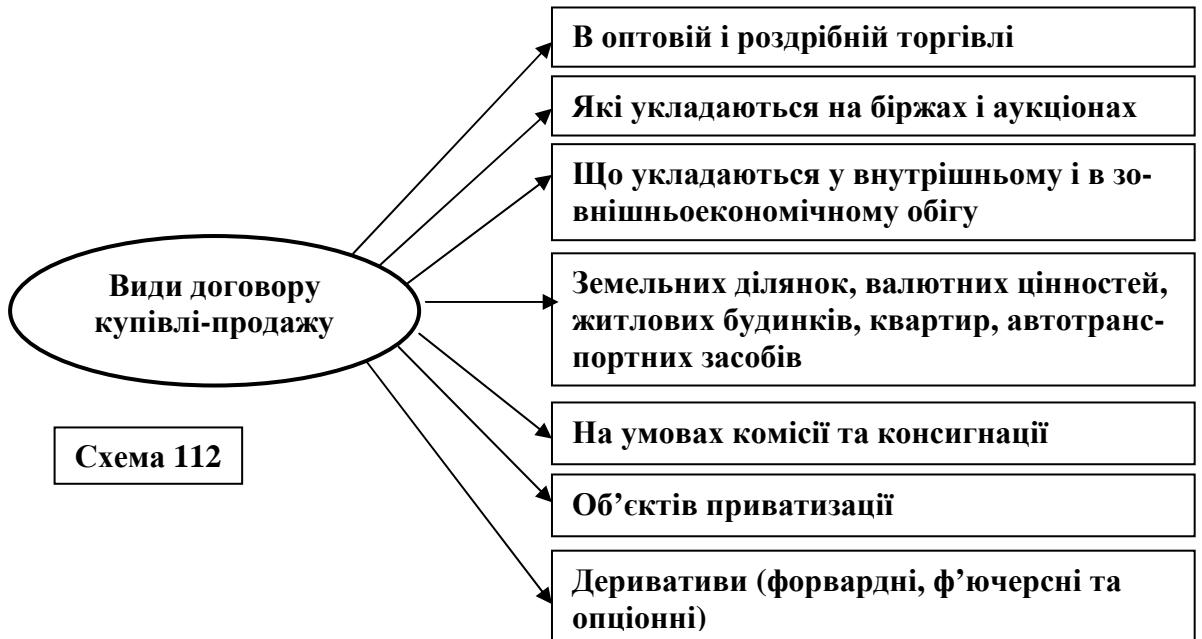 В оптовій і роздрібній торгівлі
Які укладаються на біржах і аукціонах
Що укладаються у внутрішньому і в зо-
внішньоекономічному обігу
Види договору
купівлі-продажу
Земельних ділянок, валютних цінностей,
житлових будинків, квартир, автотранс-
портних засобів
На умовах комісії та консигнації
Схема 112
Об’єктів приватизації
Деривативи (форвардні, ф’ючерсні та
опціонні)